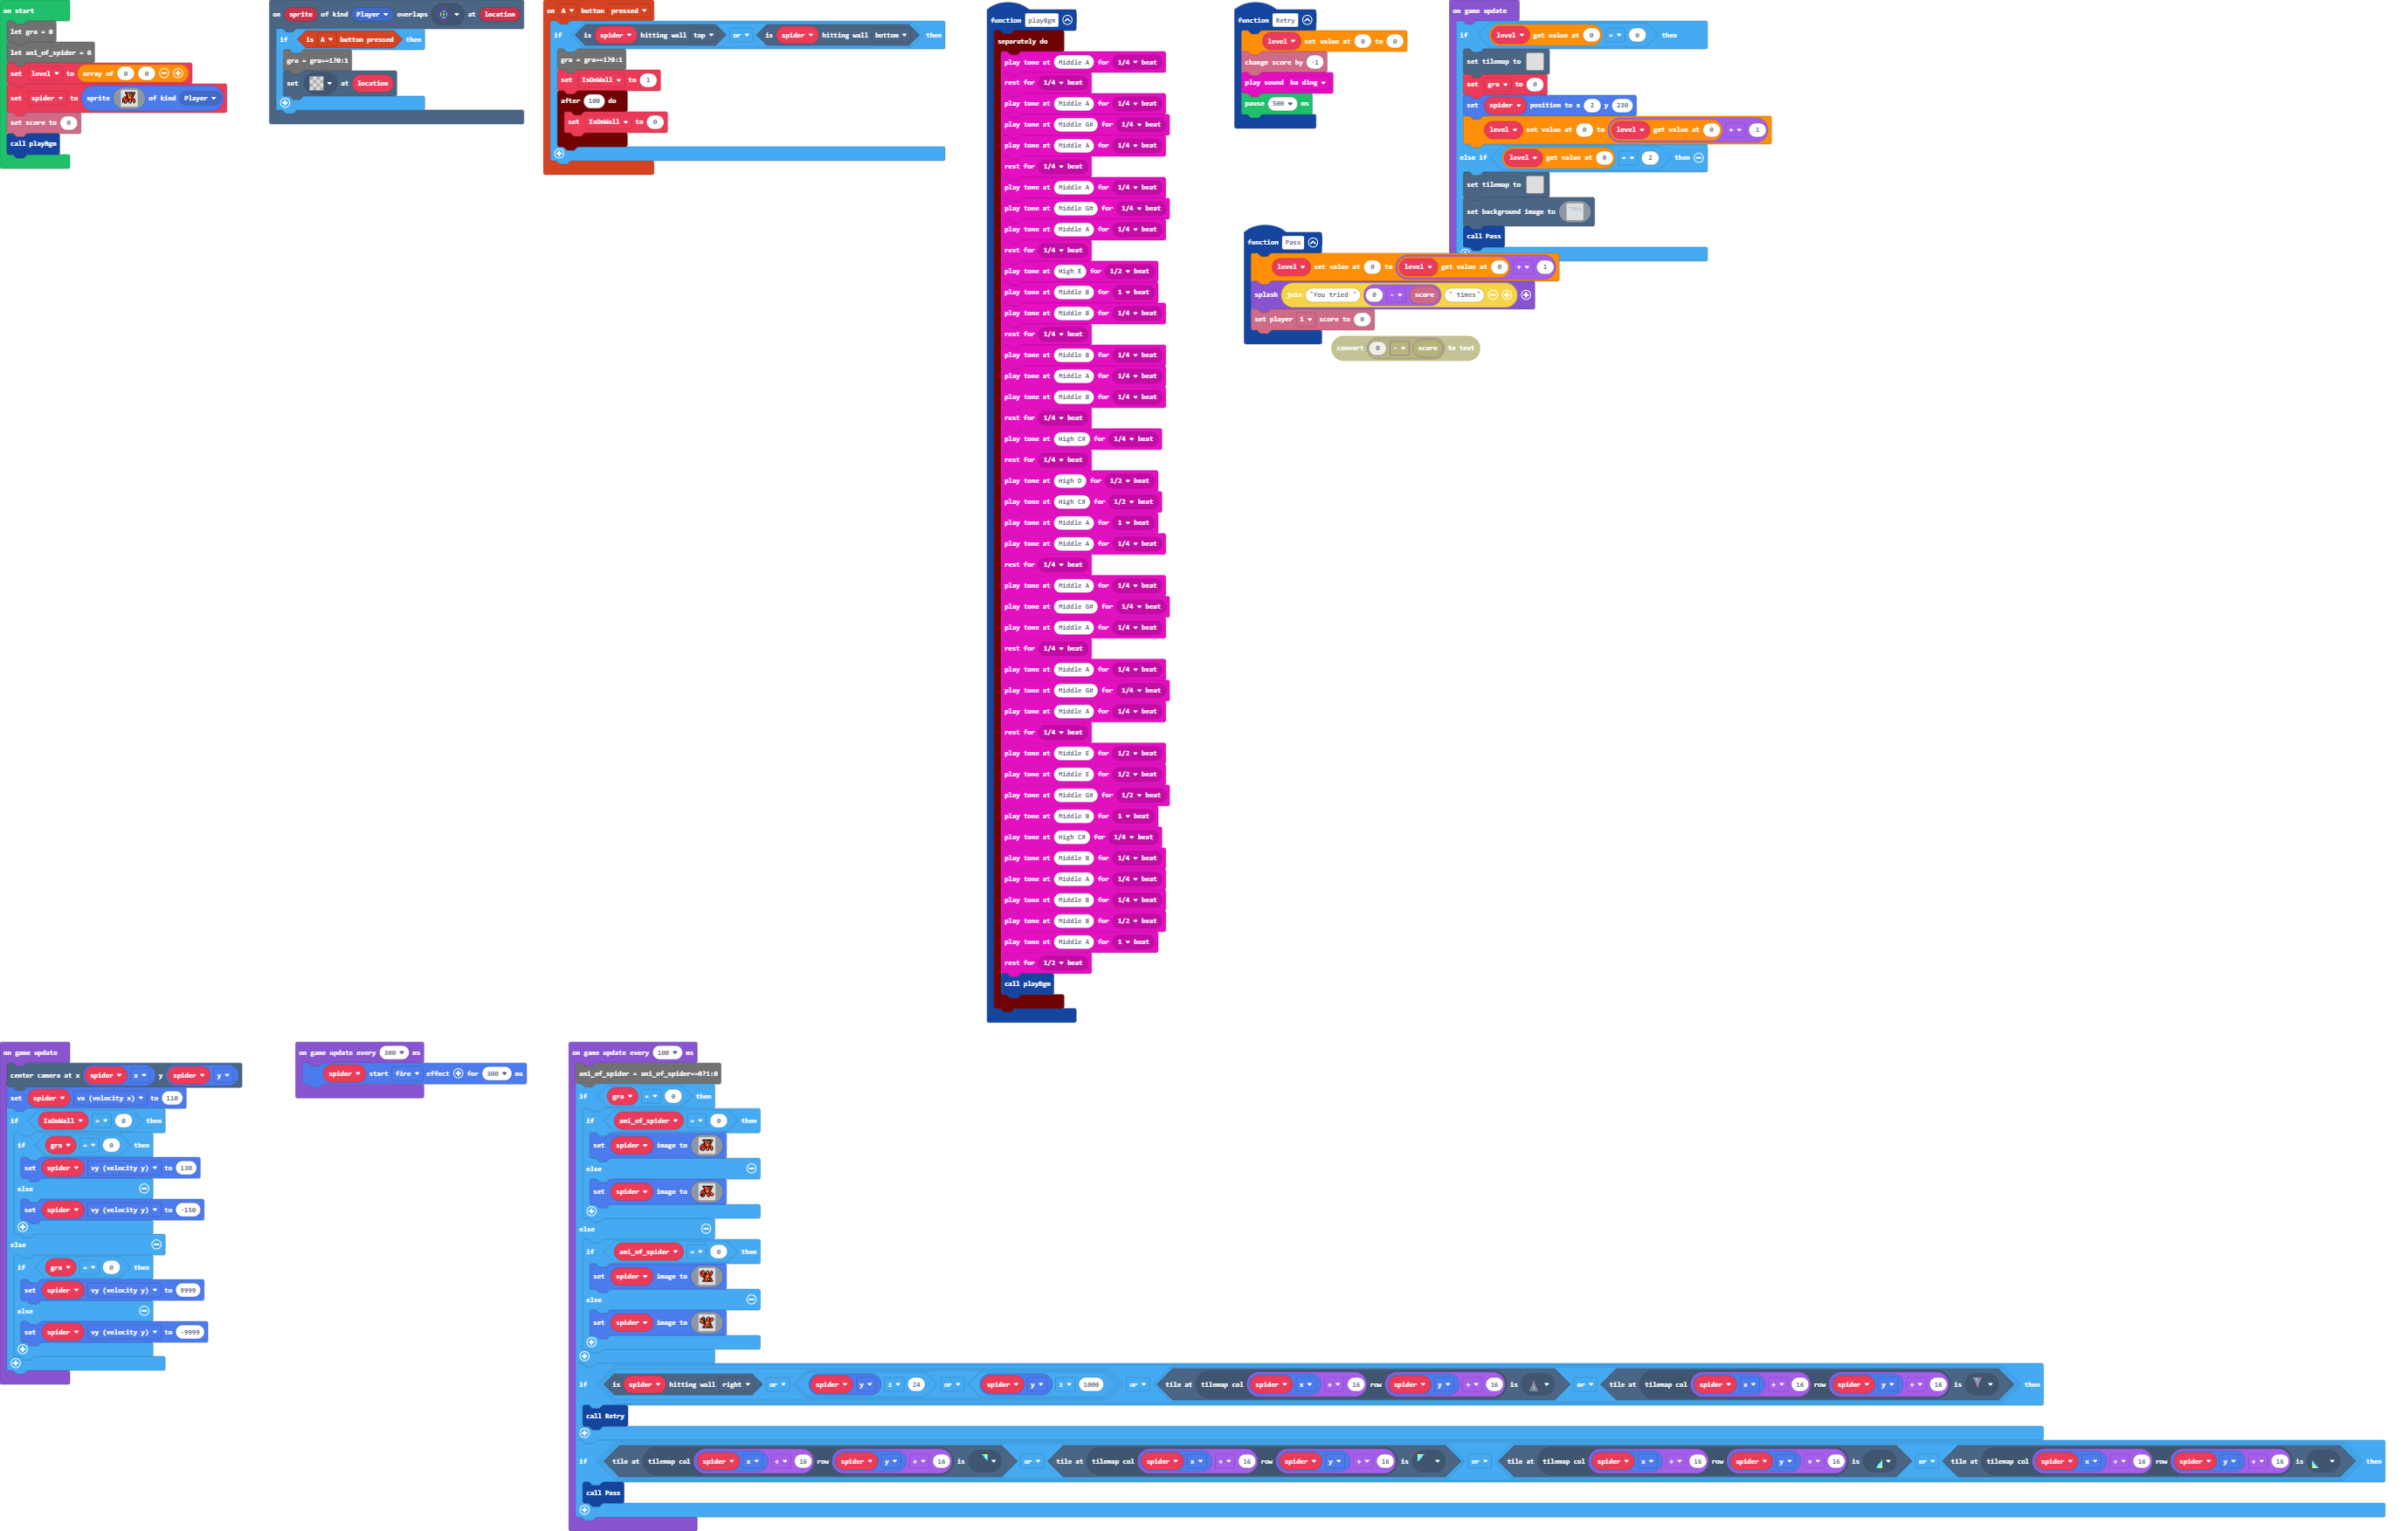 on start
let gra = 0
let ani_of_spider = 0
set level to array of 0 0
set spider to sprite of kind Player
set score to 0
call playBgm
on sprite of kind Player overlaps at location
if is A button pressed then
gra = gra==1?0:1
set at location
on A button pressed
if is spider hitting wall top or is spider hitting wall bottom then
gra = gra==1?0:1
set IsOnWall to 1
after 100 do
set IsOnWall to 0
function playBgm
separately do
play tone at Middle A for 1/4 beat
rest for 1/4 beat
play tone at Middle A for 1/4 beat
play tone at Middle G# for 1/4 beat
play tone at Middle A for 1/4 beat
rest for 1/4 beat
play tone at Middle A for 1/4 beat
play tone at Middle G# for 1/4 beat
play tone at Middle A for 1/4 beat
rest for 1/4 beat
play tone at High E for 1/2 beat
play tone at Middle B for 1 beat
play tone at Middle B for 1/4 beat
rest for 1/4 beat
play tone at Middle B for 1/4 beat
play tone at Middle A for 1/4 beat
play tone at Middle B for 1/4 beat
rest for 1/4 beat
play tone at High C# for 1/4 beat
rest for 1/4 beat
play tone at High D for 1/2 beat
play tone at High C# for 1/2 beat
play tone at Middle A for 1 beat
play tone at Middle A for 1/4 beat
rest for 1/4 beat
play tone at Middle A for 1/4 beat
play tone at Middle G# for 1/4 beat
play tone at Middle A for 1/4 beat
rest for 1/4 beat
play tone at Middle A for 1/4 beat
play tone at Middle G# for 1/4 beat
play tone at Middle A for 1/4 beat
rest for 1/4 beat
play tone at Middle E for 1/2 beat
play tone at Middle E for 1/2 beat
play tone at Middle G# for 1/2 beat
play tone at Middle B for 1 beat
play tone at High C# for 1/4 beat
play tone at Middle B for 1/4 beat
play tone at Middle A for 1/4 beat
play tone at Middle B for 1/4 beat
play tone at Middle B for 1/2 beat
play tone at Middle A for 1 beat
rest for 1/2 beat
call playBgm
function Retry
level set value at 0 to 0
change score by -1
play sound ba ding
pause 500 ms
function Pass
level set value at 0 to level get value at 0 + 1
splash join "You tried " 0 - score " times"
set player 1 score to 0
convert 0 - score to text
on game update
if level get value at 0 = 0 then
set tilemap to
set gra to 0
set spider position to x 2 y 230
level set value at 0 to level get value at 0 + 1
else if level get value at 0 = 2 then
set tilemap to
set background image to
call Pass
on game update
center camera at x spider x y spider y
set spider vx (velocity x) to 110
if IsOnWall = 0 then
if gra = 0 then
set spider vy (velocity y) to 130
else
set spider vy (velocity y) to -150
else
if gra = 0 then
set spider vy (velocity y) to 9999
else
set spider vy (velocity y) to -9999
on game update every 300 ms
spider start fire effect for 300 ms
on game update every 100 ms
ani_of_spider = ani_of_spider==0?1:0
if gra = 0 then
if ani_of_spider = 0 then
set spider image to
else
set spider image to
else
if ani_of_spider = 0 then
set spider image to
else
set spider image to
if is spider hitting wall right or spider y ≤ 24 or spider y ≥ 1000 or tile at tilemap col spider x ÷ 16 row spider y ÷ 16 is or tile at tilemap col spider x ÷ 16 row spider y ÷ 16 is then
call Retry
if tile at tilemap col spider x ÷ 16 row spider y ÷ 16 is or tile at tilemap col spider x ÷ 16 row spider y ÷ 16 is or tile at tilemap col spider x ÷ 16 row spider y ÷ 16 is or tile at tilemap col spider x ÷ 16 row spider y ÷ 16 is then
call Pass